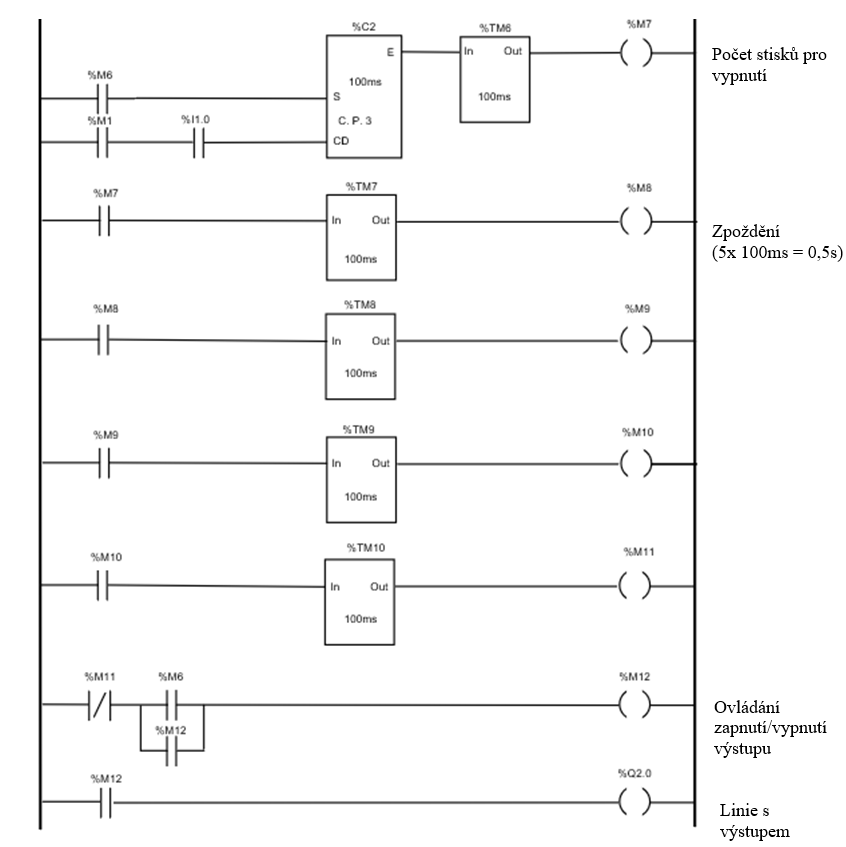 %C2
%TM6
%M7
E
In Out
Počet stisků pro
vypnutí
%M6
100ms
100ms
S
%M1
%I1.0
C. P. 3
CD
%M7
%TM7
%M8
In Out
Zpoždění
(5x 100ms = 0,5s)
100ms
%M8
%TM8
%M9
In Out
100ms
%M9
%TM9
%M10
In Out
100ms
%M10
%TM10
%M11
In Out
100ms
%M11
%M6
%M12
Ovládání
zapnutí/vypnutí
výstupu
%M12
%M12
%Q2.0
Linie s
výstupem